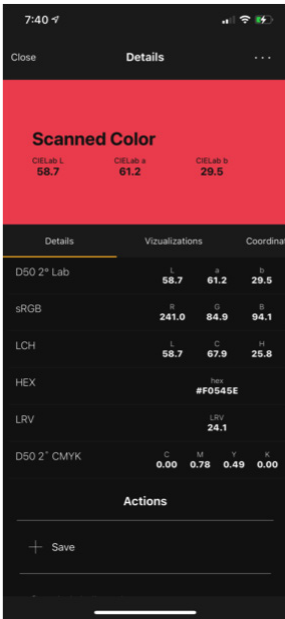 7:40
Close Details ...
Scanned Color
CIELab L CIELab a CIELab b
58.7 61.2 29.5
Details Vizualizations Coordina
L a b
D50 2° Lab 58.7 61.2 29.5
R G B
sRGB 241.0 84.9 94.1
L C H
LCH 58.7 67.9 25.8
hex
HEX #F0545E
LRV
LRV 24.1
C M Y K
D50 2° CMYK 0.00 0.78 0.49 0.00
Actions
+ Save